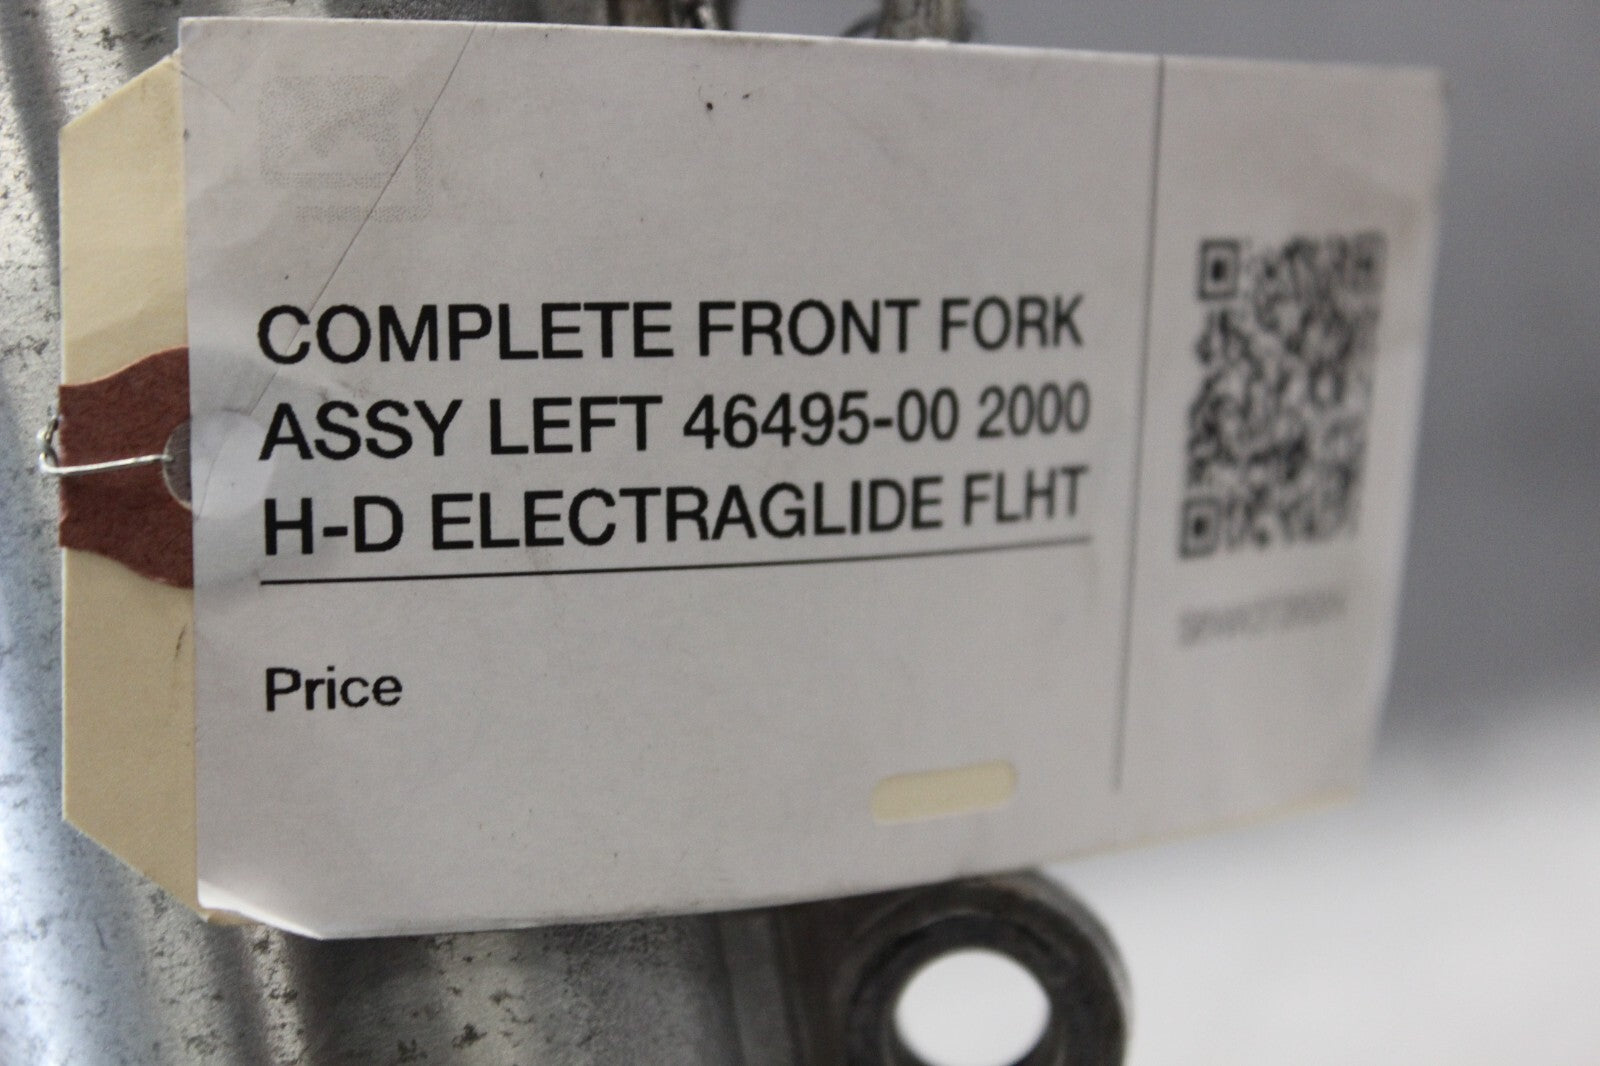 COMPLETE FRONT FORK
ASSY LEFT 46495-00 2000
H-D ELECTRAGLIDE FLHT
Price